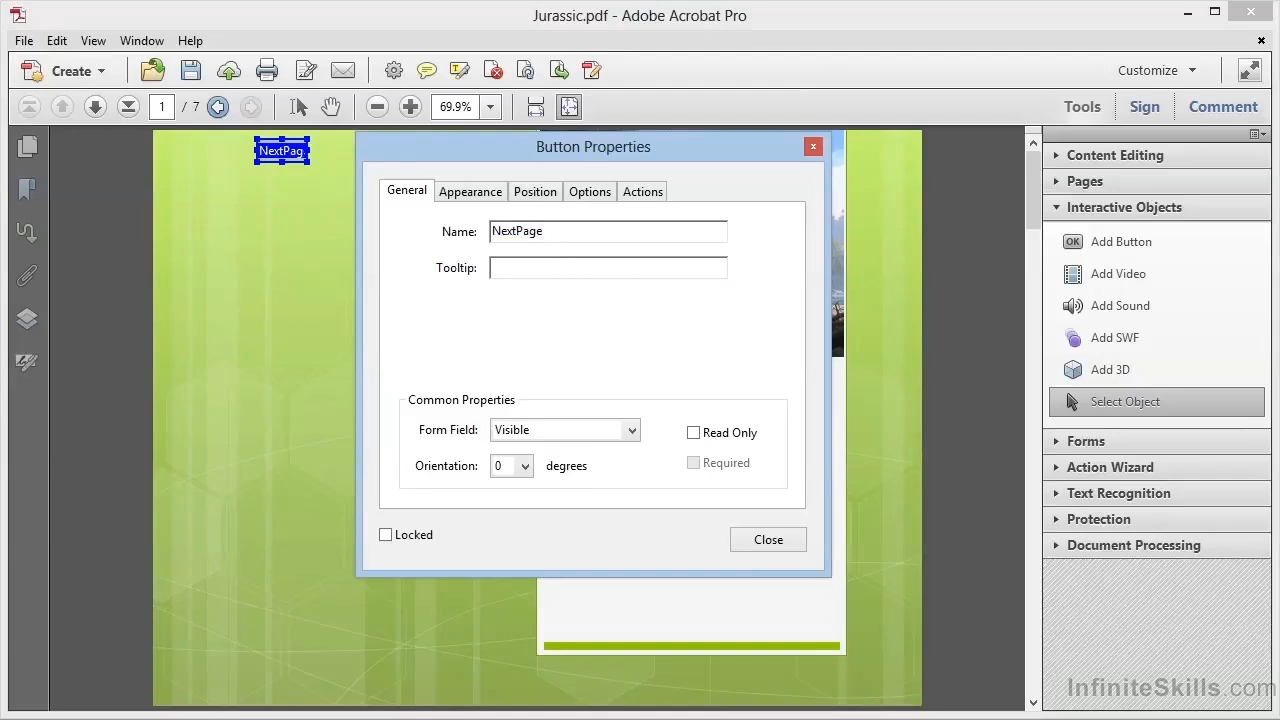 Jurassic.pdf - Adobe Acrobat Pro
File Edit View Window Help
Create
Customize
1 / 7
69.9%
Tools Sign Comment
NextPag
Button Properties
General Appearance Position Options Actions
Name: NextPage
Tooltip:
Common Properties
Form Field: Visible
Read Only
Orientation: 0 degrees
Required
Locked
Close
Content Editing
Pages
Interactive Objects
OK Add Button
Add Video
Add Sound
Add SWF
Add 3D
Select Object
Forms
Action Wizard
Text Recognition
Protection
Document Processing
InfiniteSkills.com